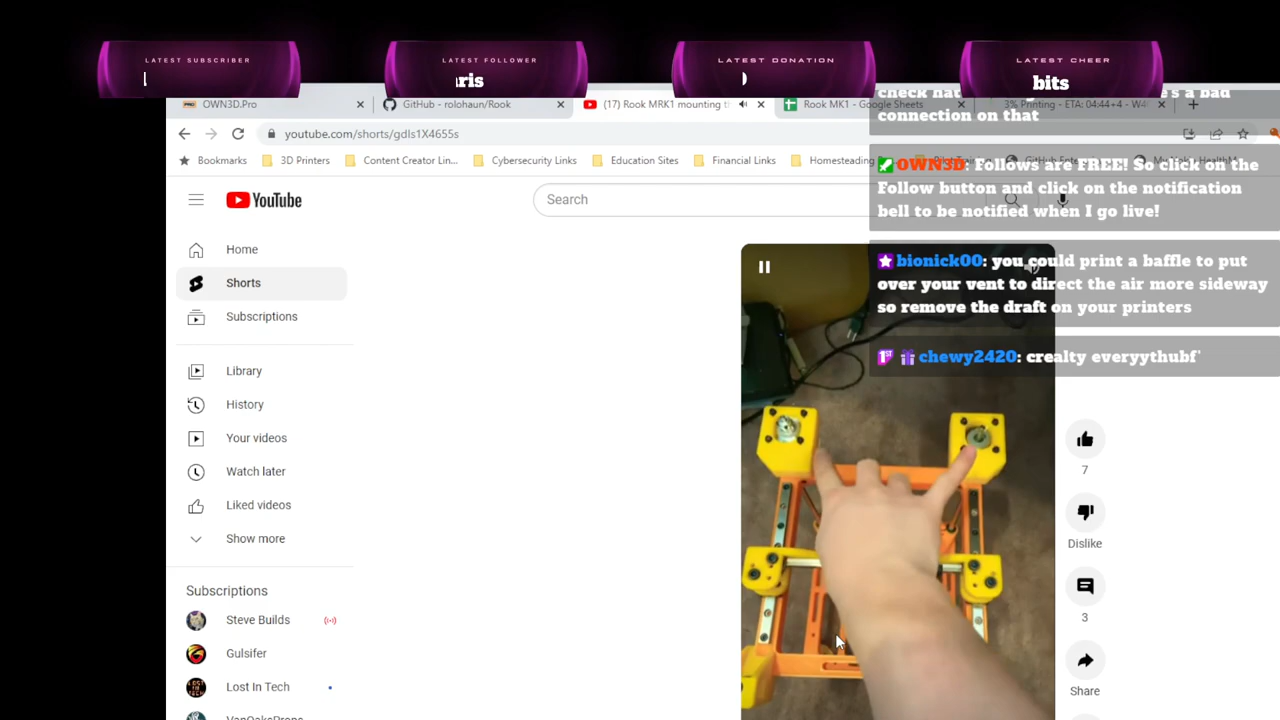 LATEST SUBSCRIBER
LATEST FOLLOWER
ris
LATEST DONATION
LATEST CHEER
bits
OWN3D.Pro
GitHub - rolohaun/Rook
(17) Rook MRK1 mounting t
Rook MK1 - Google Sheets
3% Printing - ETA: 04:44+4 - W4
youtube.com/shorts/gdIs1X4655s
Bookmarks
3D Printers
Content Creator Lin...
Cybersecurity Links
Education Sites
Financial Links
Homesteading
connection on that
OWN3D: Follows are FREE! So click on the
Follow button and click on the notification
bell to be notified when I go live!
bionick00: you could print a baffle to put
over your vent to direct the air more sideway
so remove the draft on your printers
1ST chewy2420: crealty everyythubf'
YouTube
Search
Home
Shorts
Subscriptions
Library
History
Your videos
Watch later
Liked videos
Show more
Subscriptions
Steve Builds
Gulsifer
Lost In Tech
VanOaksProps
7
Dislike
3
Share